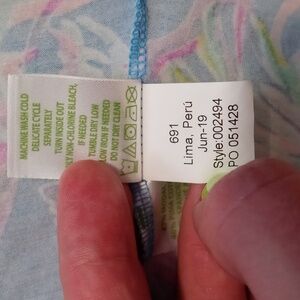 MACHINE WASH COLD
DELICATE CYCLE
SEPARATELY
TURN INSIDE OUT
ONLY NON-CHLORINE BLEACH,
IF NEEDED
TUMBLE DRY LOW
LOW IRON IF NEEDED
DO NOT DRY CLEAN
691
Lima, Perú
Jun-19
Style:002494
PO 051428